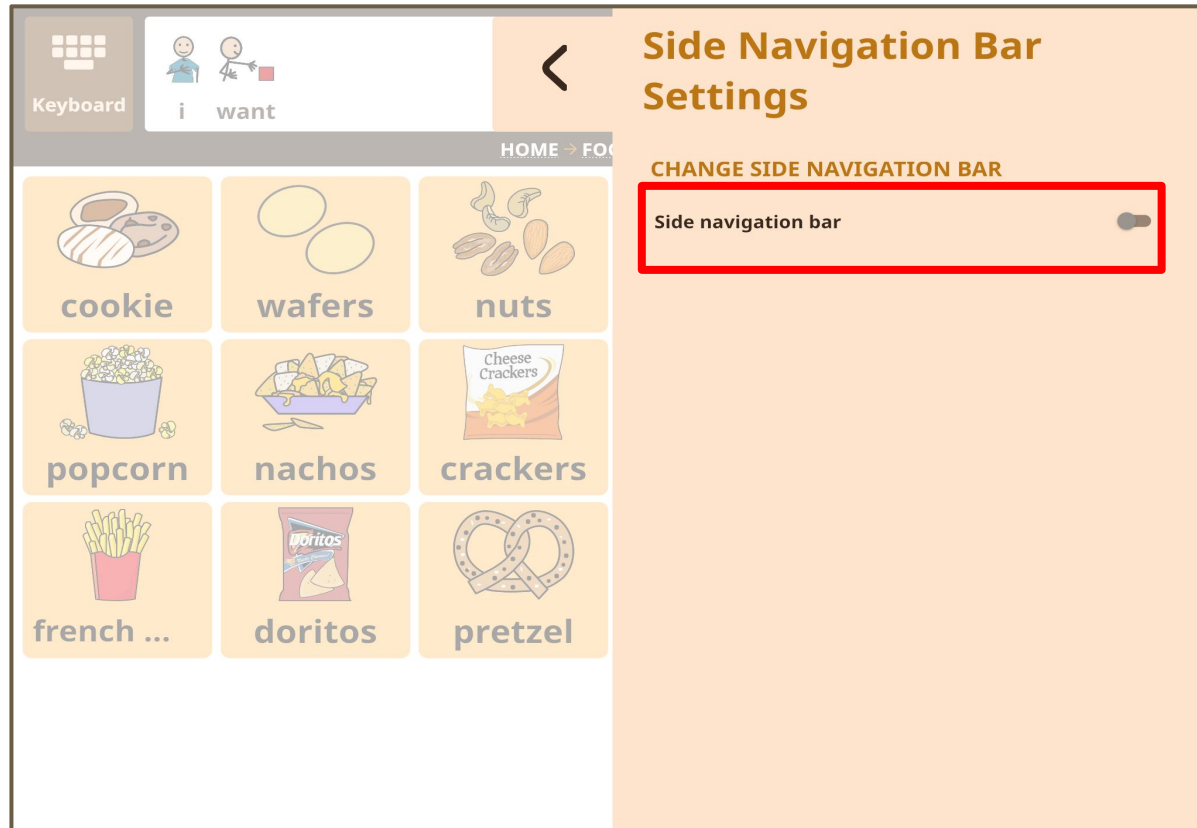 Keyboard
i want
HOME → FOO
Side Navigation Bar
Settings
CHANGE SIDE NAVIGATION BAR
Side navigation bar
cookie
wafers
nuts
Cheese
Crackers
popcorn
nachos
crackers
Doritos
french ...
doritos
pretzel